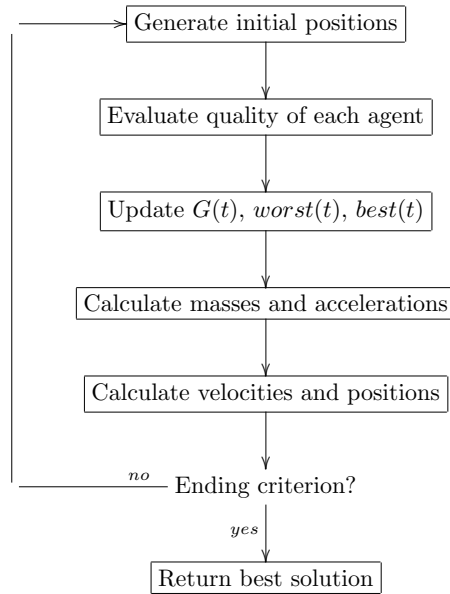 Generate initial positions
Evaluate quality of each agent
Update G(t), worst(t), best(t)
Calculate masses and accelerations
Calculate velocities and positions
no
Ending criterion?
yes
Return best solution